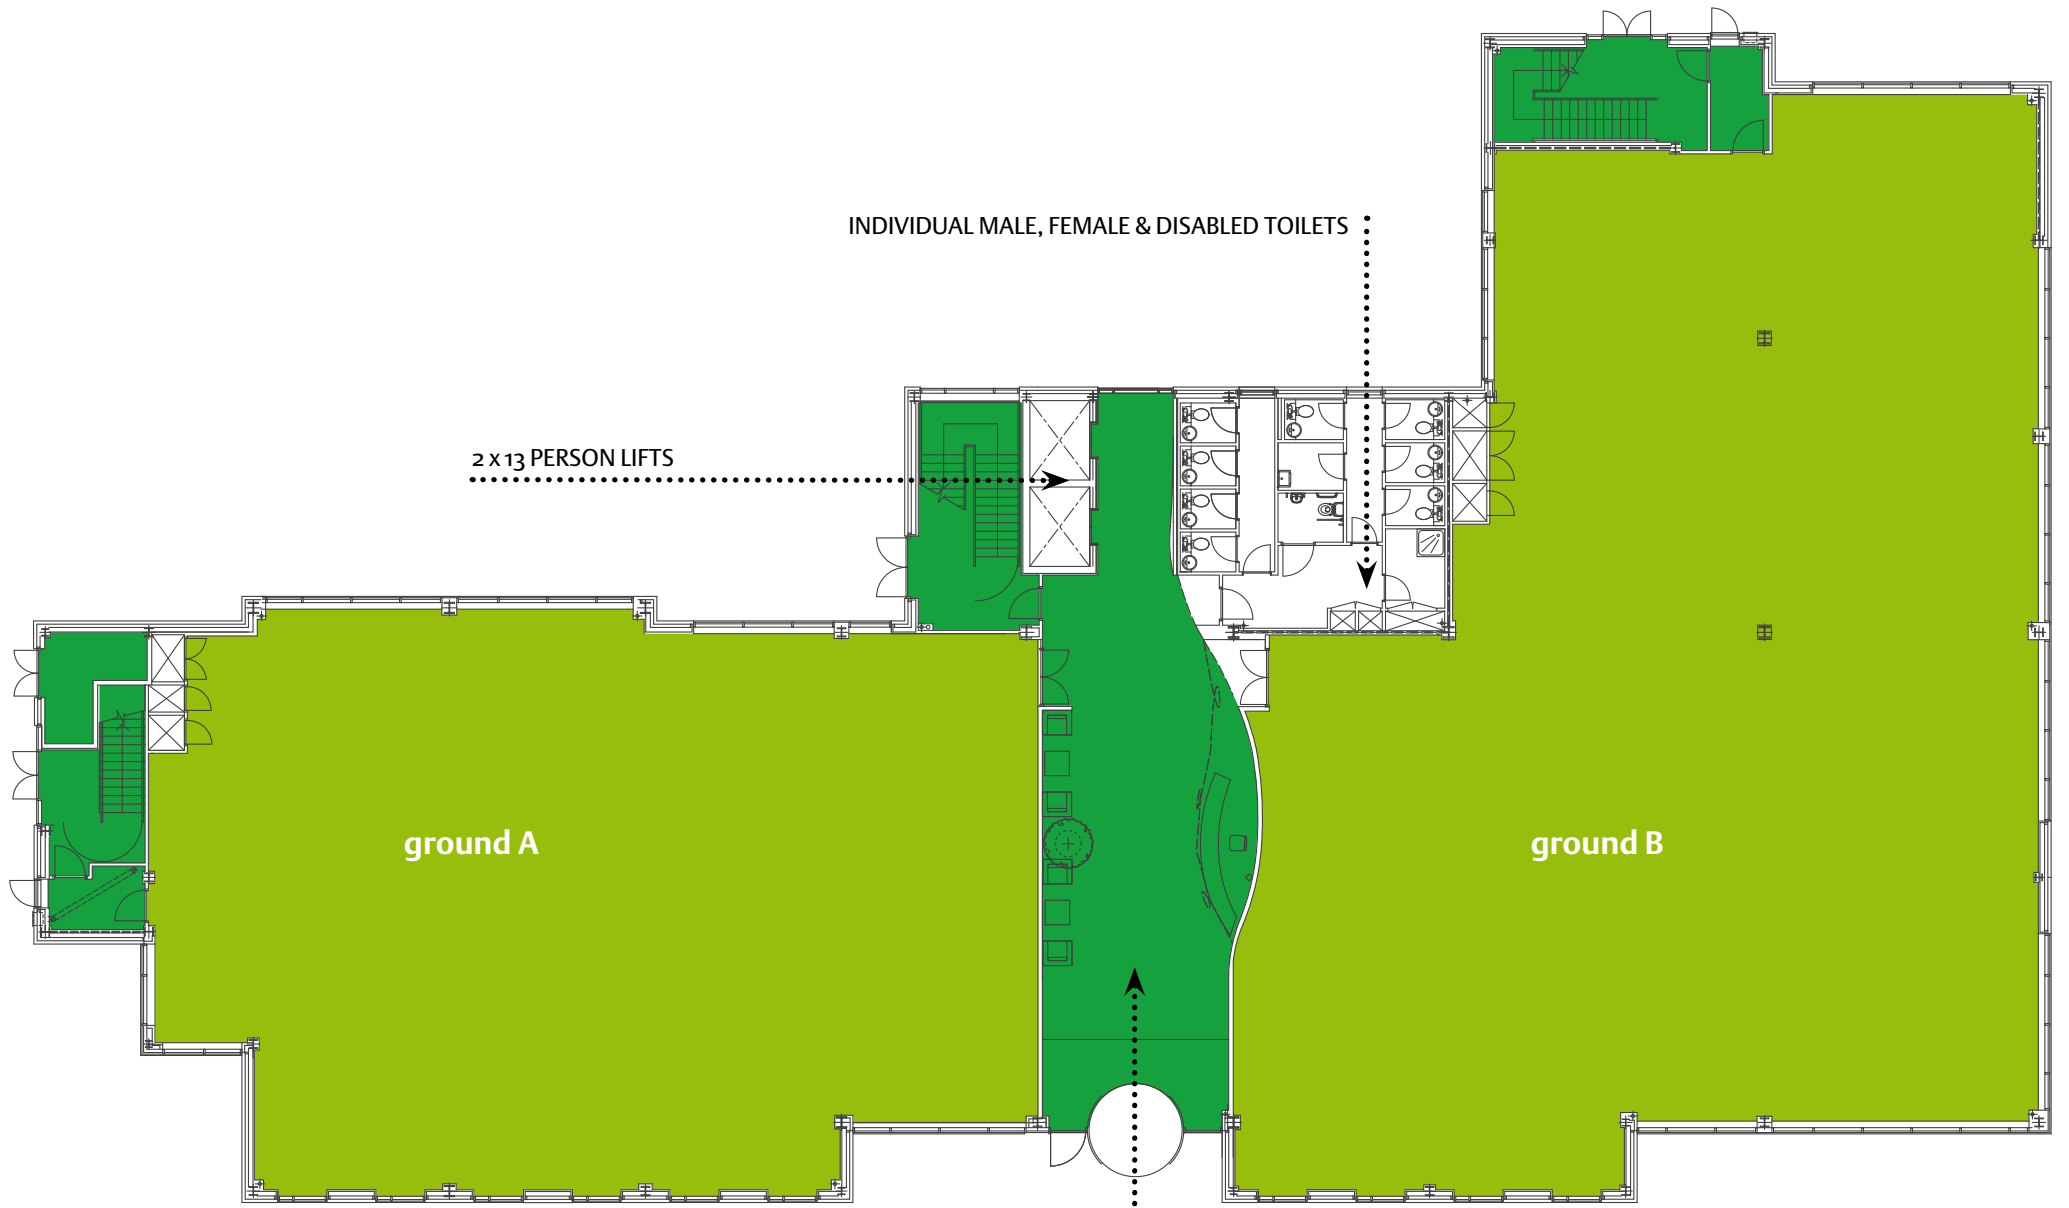 INDIVIDUAL MALE, FEMALE & DISABLED TOILETS
2 x 13 PERSON LIFTS
ground A
ground B